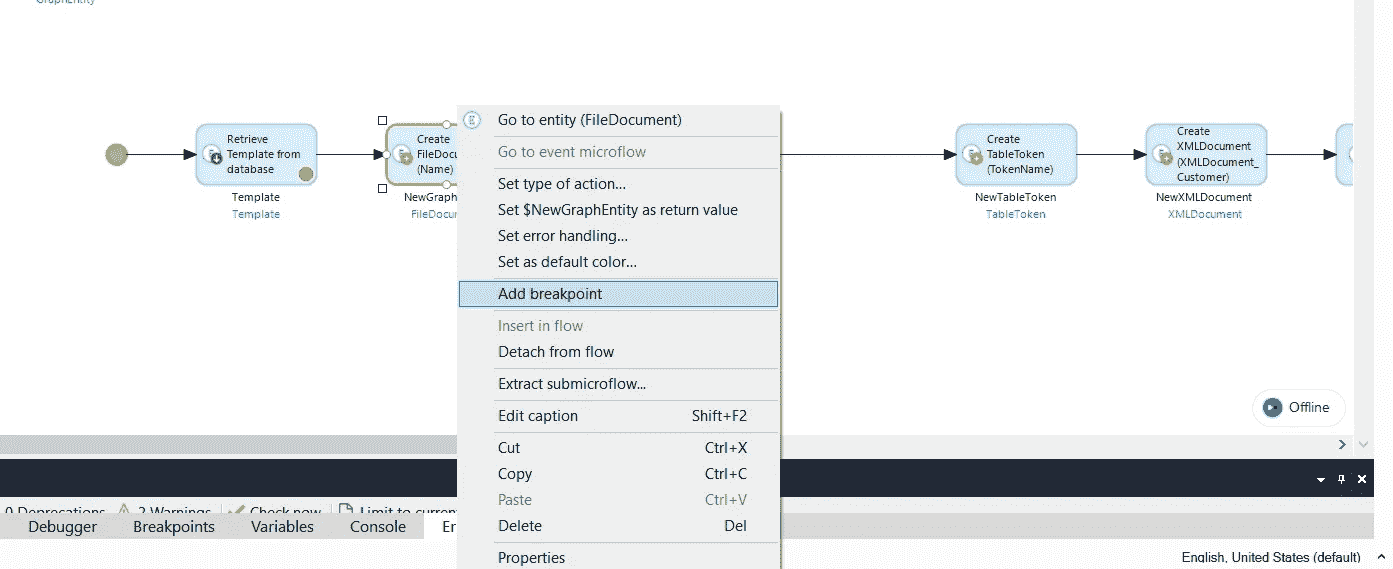 GraphEntity
Retrieve
Template from
database
Template
Template
Create
FileDocu
(Name)
NewGraph
FileDocur
Go to entity (FileDocument)
Go to event microflow
Set type of action...
Set $NewGraphEntity as return value
Set error handling...
Set as default color...
Add breakpoint
Insert in flow
Detach from flow
Extract submicroflow...
Edit caption Shift+F2
Cut Ctrl+X
Copy Ctrl+C
Paste Ctrl+V
Delete Del
Properties
Create
TableToken
(TokenName)
NewTableToken
TableToken
Create
XMLDocument
(XMLDocument_
Customer)
NewXMLDocument
XMLDocument
Offline
0 Deprecations 2 Warnings Check now Limit to current
Debugger Breakpoints Variables Console Er
English, United States (default)